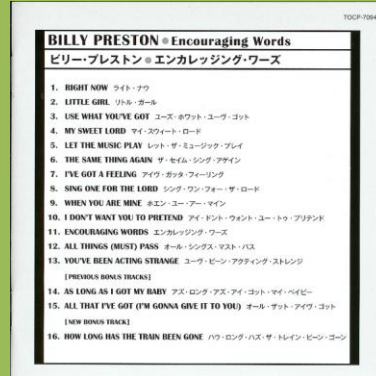 TOCP-7094
BILLY PRESTON ● Encouraging Words
ビリー・プレストン ● エンカレッジング・ワーズ
1. RIGHT NOW ライト・ナウ
2. LITTLE GIRL リトル・ガール
3. USE WHAT YOU'VE GOT ユーズ・ホワット・ユーヴ・ゴット
4. MY SWEET LORD マイ・スウィート・ロード
5. LET THE MUSIC PLAY レット・ザ・ミュージック・プレイ
6. THE SAME THING AGAIN ザ・セイム・シング・アゲイン
7. I'VE GOT A FEELING アイヴ・ガッタ・フィーリング
8. SING ONE FOR THE LORD シング・ワン・フォー・ザ・ロード
9. WHEN YOU ARE MINE ホエン・ユー・アー・マイン
10. I DON'T WANT YOU TO PRETEND アイ・ドント・ウォント・ユー・トゥ・プリテンド
11. ENCOURAGING WORDS エンカレッジング・ワーズ
12. ALL THINGS (MUST) PASS オール・シングス・マスト・パス
13. YOU'VE BEEN ACTING STRANGE ユーヴ・ビーン・アクティング・ストレンジ
[PREVIOUS BONUS TRACKS]
14. AS LONG AS I GOT MY BABY アズ・ロング・アズ・アイ・ゴット・マイ・ベイビー
15. ALL THAT I'VE GOT (I'M GONNA GIVE IT TO YOU) オール・ザット・アイヴ・ゴット
[NEW BONUS TRACK]
16. HOW LONG HAS THE TRAIN BEEN GONE ハウ・ロング・ハズ・ザ・トレイン・ビーン・ゴーン